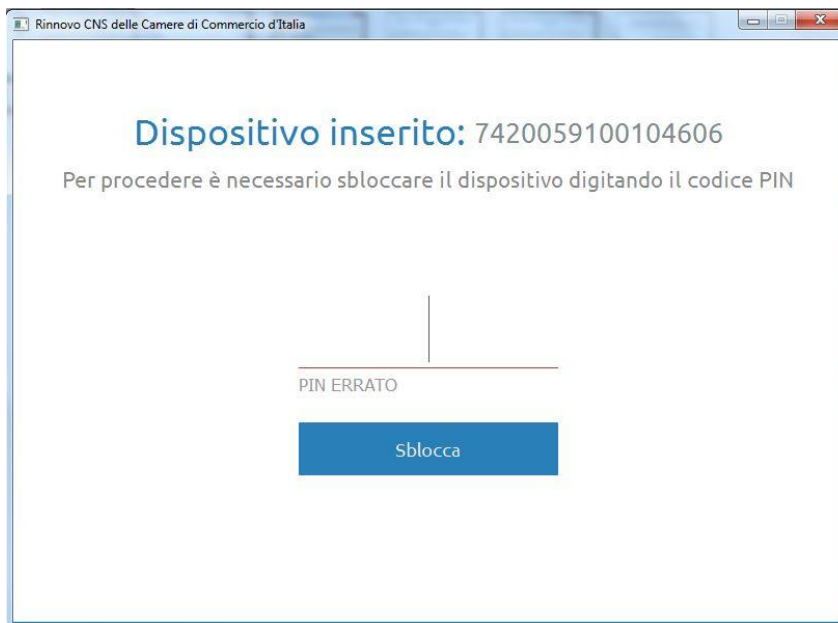 Rinnovo CNS delle Camere di Commercio d'Italia
Dispositivo inserito: 7420059100104606
Per procedere è necessario sbloccare il dispositivo digitando il codice PIN
PIN ERRATO
Sblocca